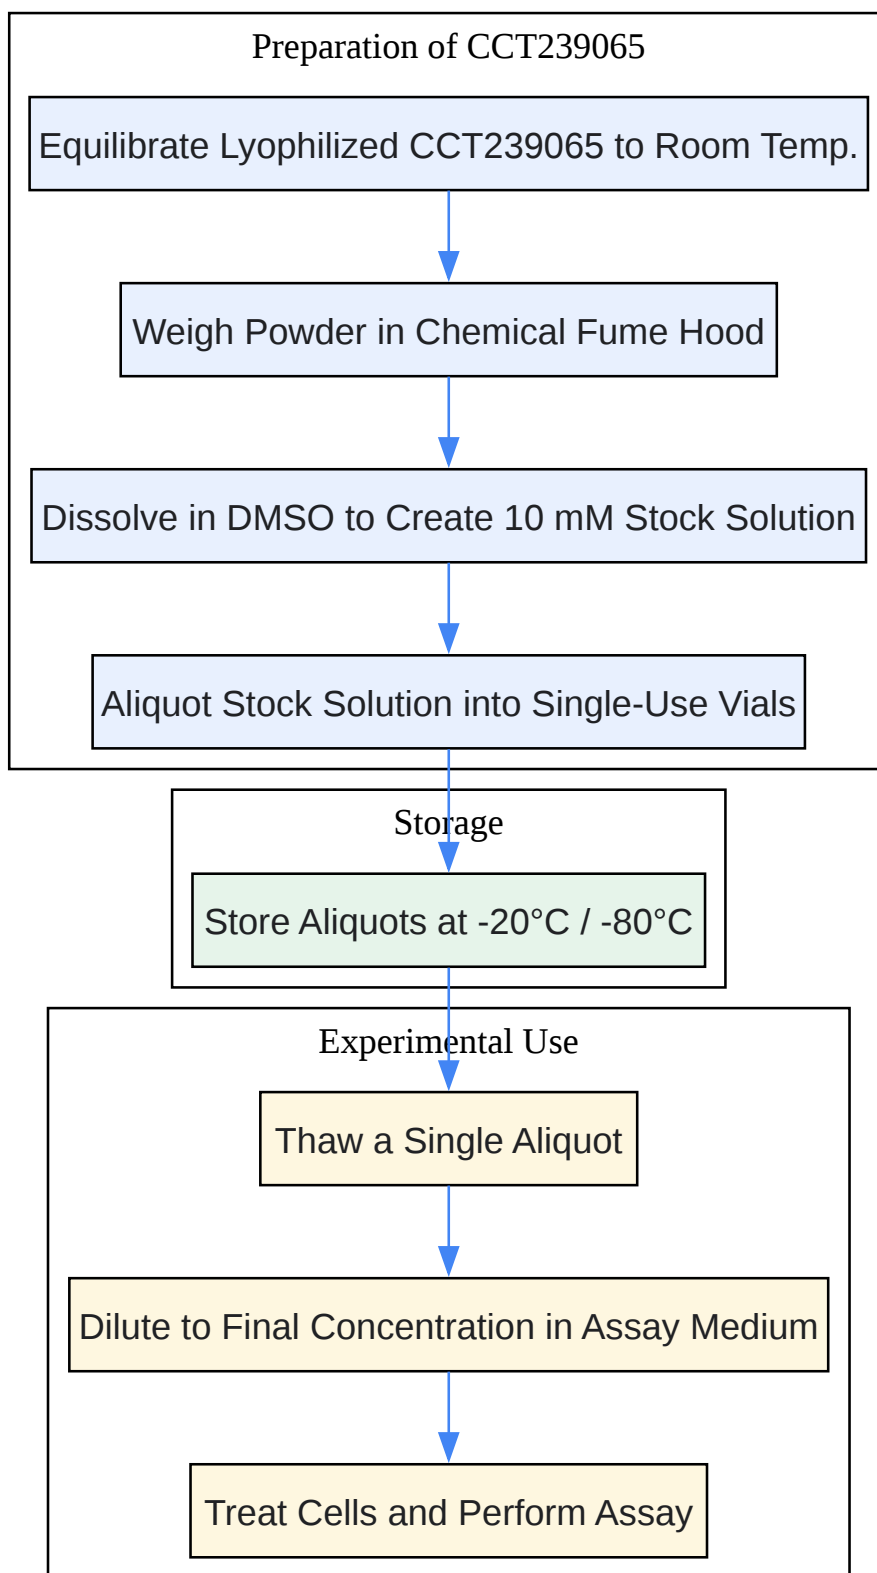 Preparation of CCT239065
Equilibrate Lyophilized CCT239065 to Room Temp.
Weigh Powder in Chemical Fume Hood
Dissolve in DMSO to Create 10 mM Stock Solution
Aliquot Stock Solution into Single-Use Vials
Storage
Store Aliquots at -20°C / -80°C
Experimental Use
Thaw a Single Aliquot
Dilute to Final Concentration in Assay Medium
Treat Cells and Perform Assay